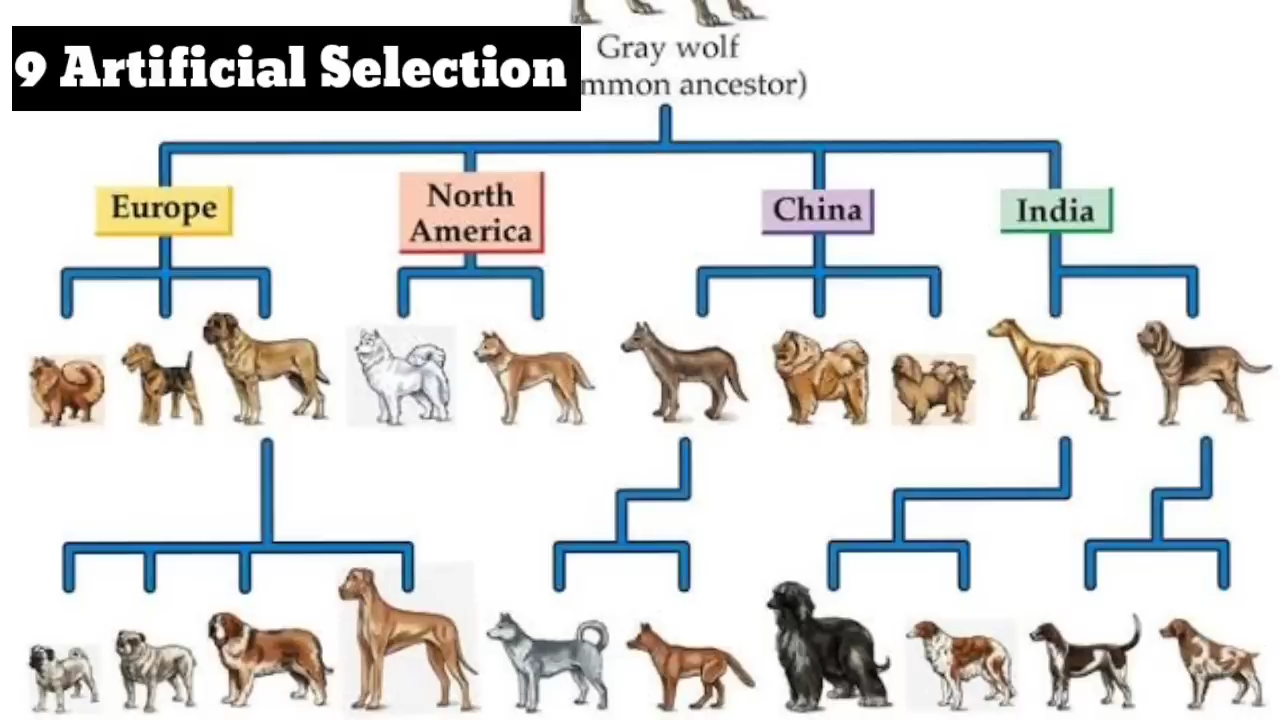 9 Artificial Selection
Gray wolf
mmon ancestor)
Europe
North
America
China
India